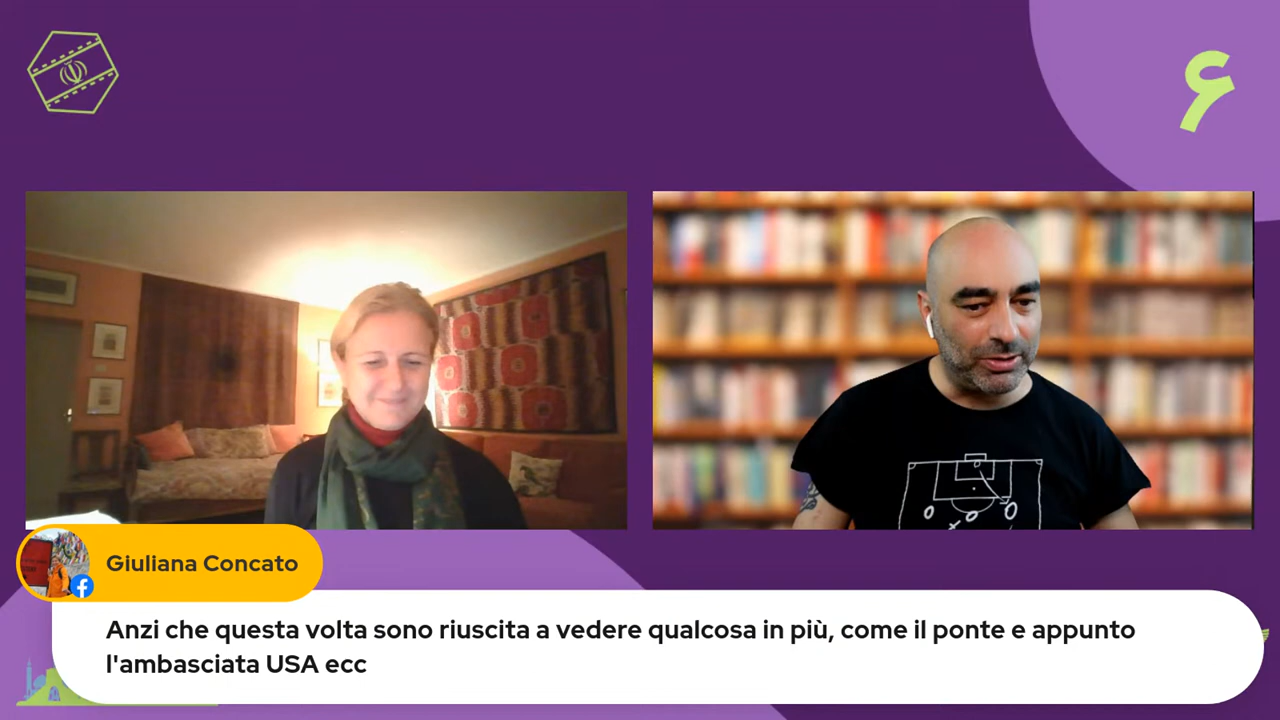 ۶
Giuliana Concato
Anzi che questa volta sono riuscita a vedere qualcosa in più, come il ponte e appunto
l'ambasciata USA ecc